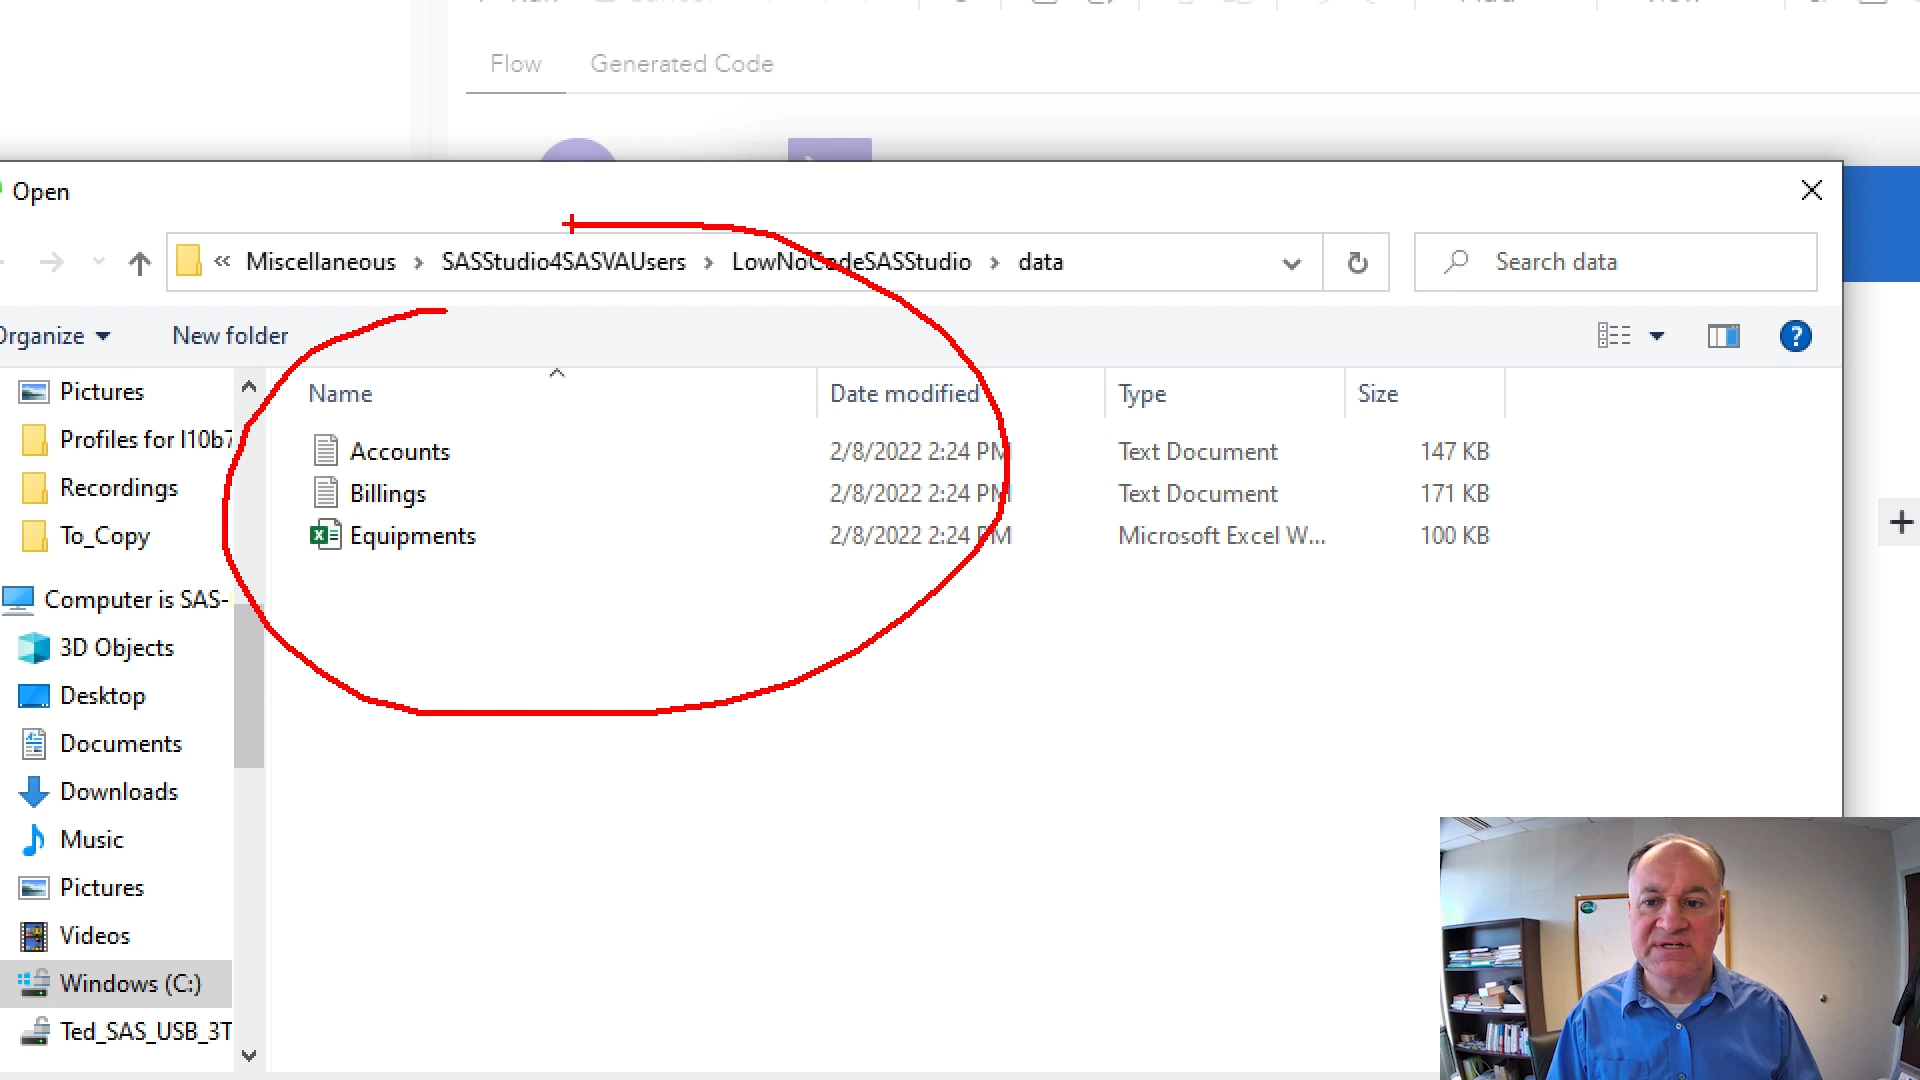 Flow Generated Code
Open
« Miscellaneous › SASStudio4SASVAUsers › LowNoCodeSASStudio › data
Search data
Organize New folder
?
Name Date modified Type Size
Accounts 2/8/2022 2:24 PM Text Document 147 KB
Billings 2/8/2022 2:24 PM Text Document 171 KB
Equipments 2/8/2022 2:24 PM Microsoft Excel W... 100 KB
Pictures
Profiles for l10b7
Recordings
To_Copy
Computer is SAS-
3D Objects
Desktop
Documents
Downloads
Music
Pictures
Videos
Windows (C:)
Ted_SAS_USB_3T